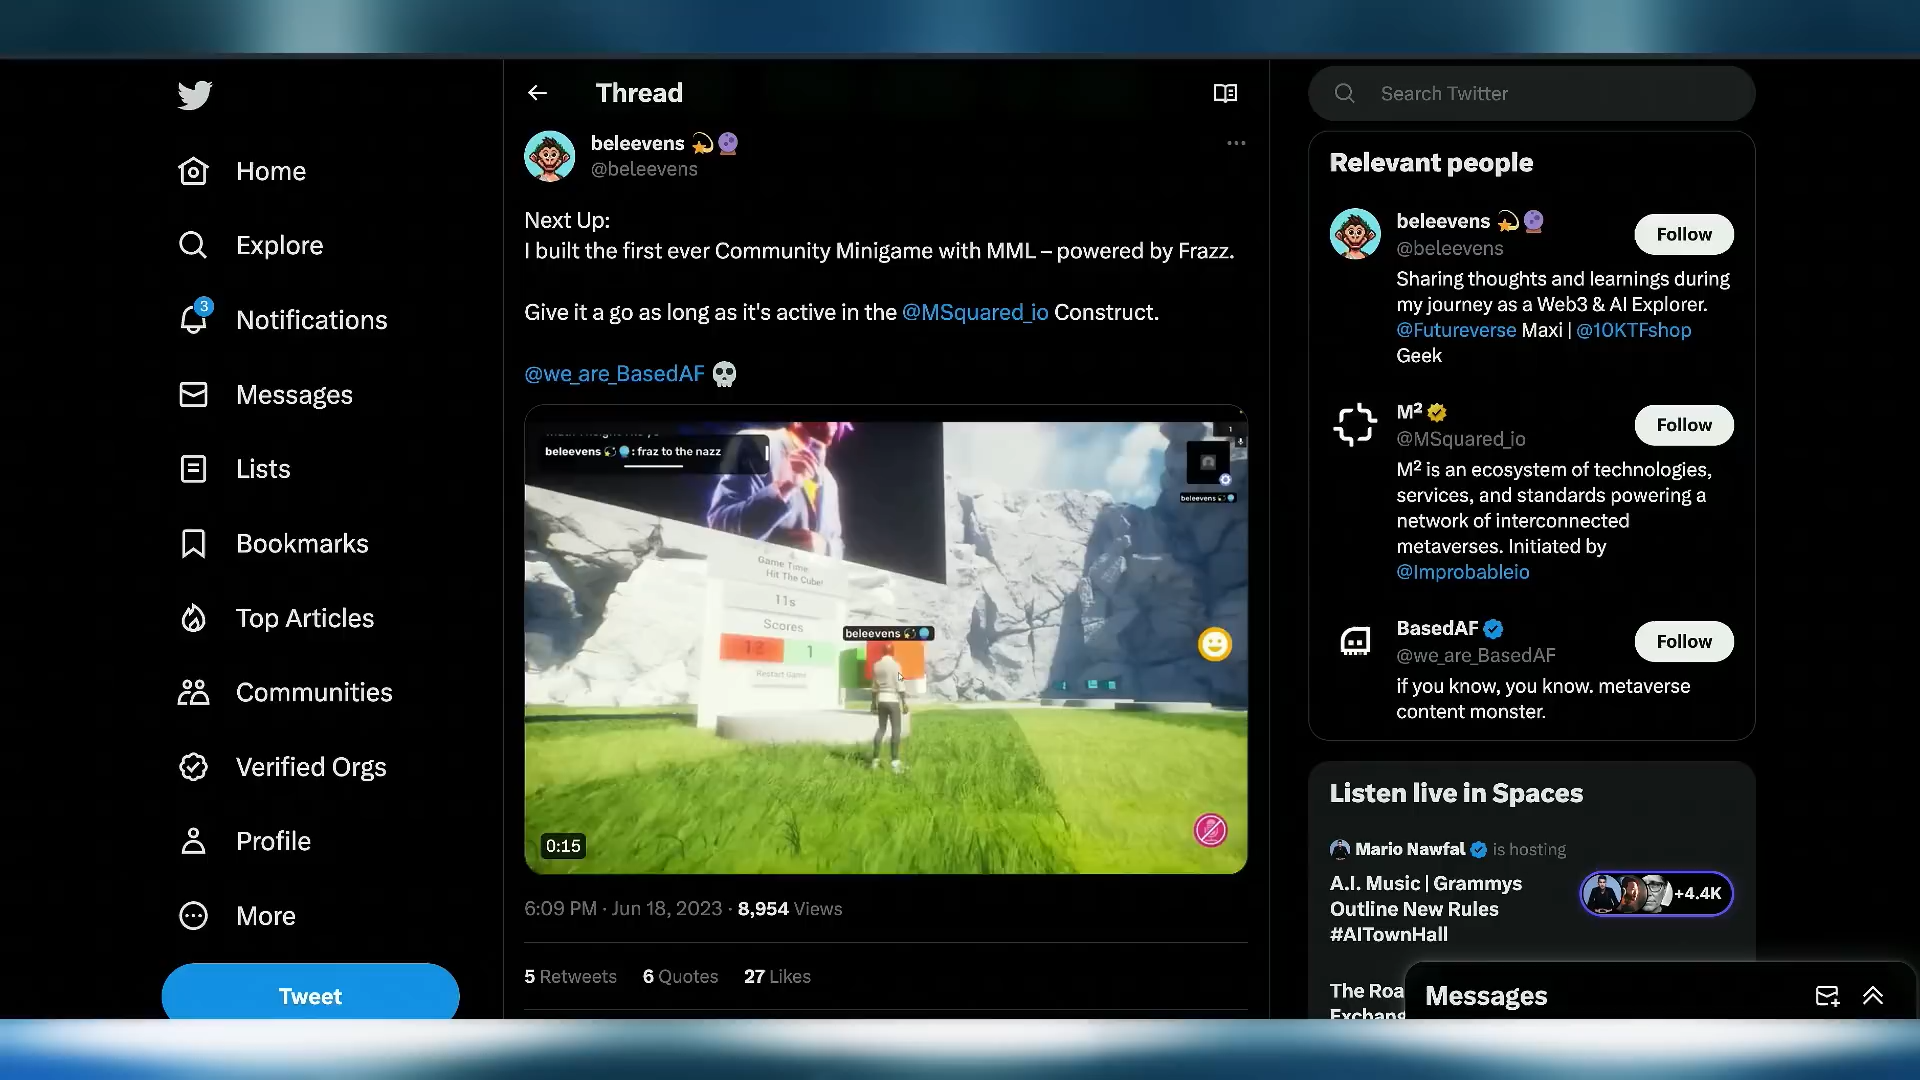 Home
Explore
3
Notifications
Messages
Lists
Bookmarks
Top Articles
Communities
Verified Orgs
Profile
More
Tweet
Thread
beleevens
@beleevens
Next Up:
I built the first ever Community Minigame with MML – powered by Frazz.
Give it a go as long as it's active in the @MSquared_io Construct.
@we_are_BasedAF
beleevens : fraz to the nazz
beleevens
Game Time
Hit The Cube!
11s
Scores
1
Restart Game
beleevens
0:15
6:09 PM · Jun 18, 2023 · 8,954 Views
5 Retweets 6 Quotes 27 Likes
Search Twitter
Relevant people
beleevens
@beleevens
Follow
Sharing thoughts and learnings during
my journey as a Web3 & AI Explorer.
@Futureverse Maxi | @10KTFshop
Geek
M²
@MSquared_io
Follow
M² is an ecosystem of technologies,
services, and standards powering a
network of interconnected
metaverses. Initiated by
@Improbableio
BasedAF
@we_are_BasedAF
Follow
if you know, you know. metaverse
content monster.
Listen live in Spaces
Mario Nawfal is hosting
A.I. Music | Grammys
Outline New Rules
#AITownHall
+4.4K
The Roa
Exchang
Messages